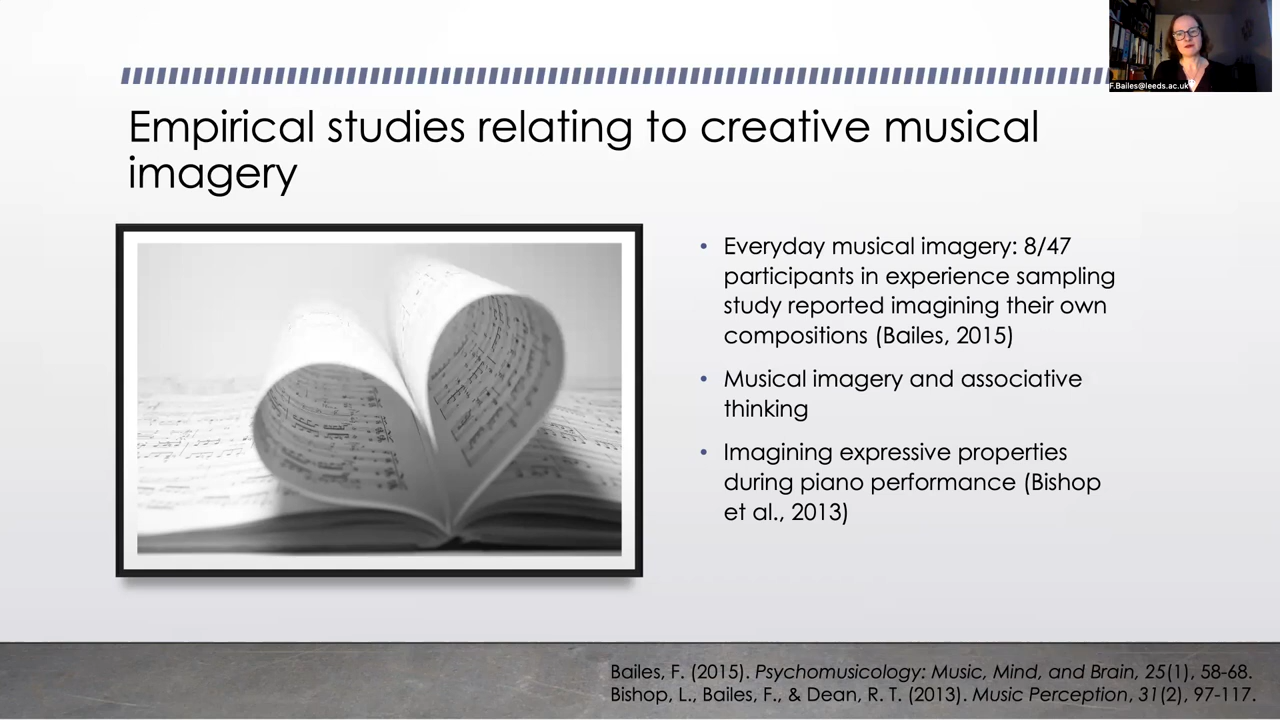 F.Bailes@leeds.ac.uk
Empirical studies relating to creative musical
imagery
• Everyday musical imagery: 8/47
participants in experience sampling
study reported imagining their own
compositions (Bailes, 2015)
• Musical imagery and associative
thinking
• Imagining expressive properties
during piano performance (Bishop
et al., 2013)
Bailes, F. (2015). Psychomusicology: Music, Mind, and Brain, 25(1), 58-68.
Bishop, L., Bailes, F., & Dean, R. T. (2013). Music Perception, 31(2), 97-117.